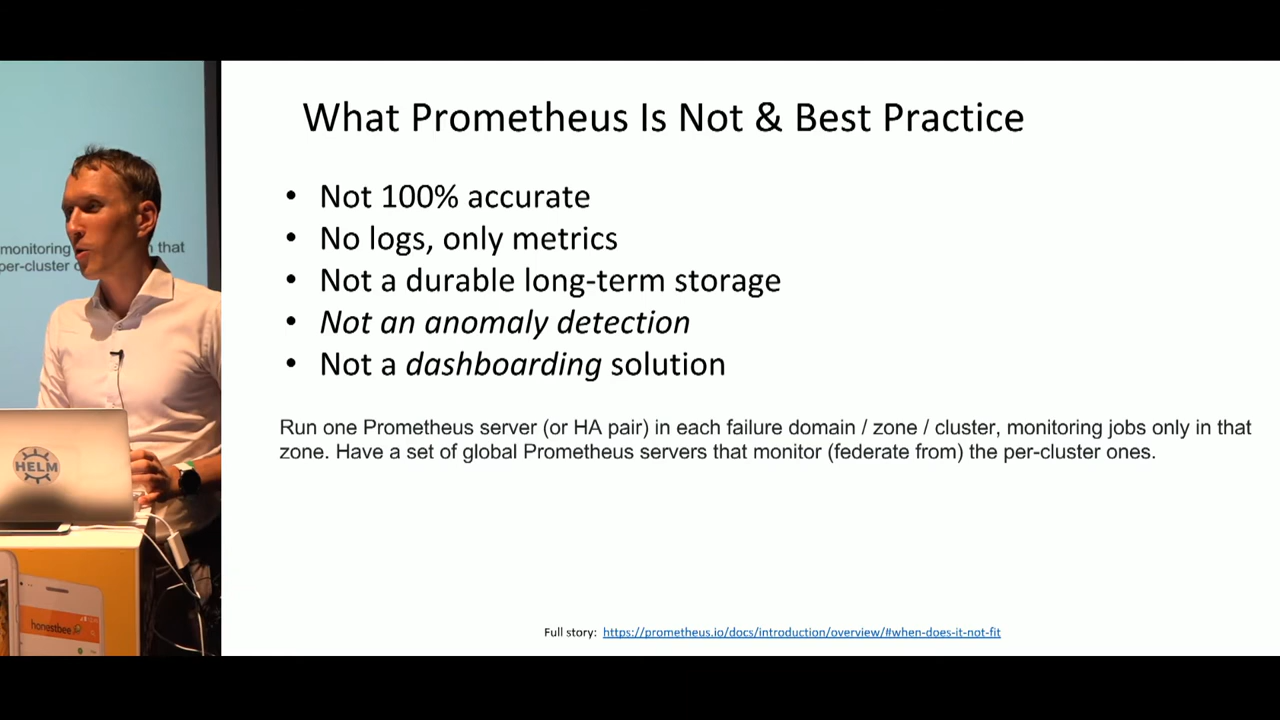 What Prometheus Is Not & Best Practice
• Not 100% accurate
• No logs, only metrics
• Not a durable long-term storage
• Not an anomaly detection
• Not a dashboarding solution
Run one Prometheus server (or HA pair) in each failure domain / zone / cluster, monitoring jobs only in that
zone. Have a set of global Prometheus servers that monitor (federate from) the per-cluster ones.
Full story: https://prometheus.io/docs/introduction/overview/#when-does-it-not-fit
monitoring that
per-cluster
HELM
honestbee